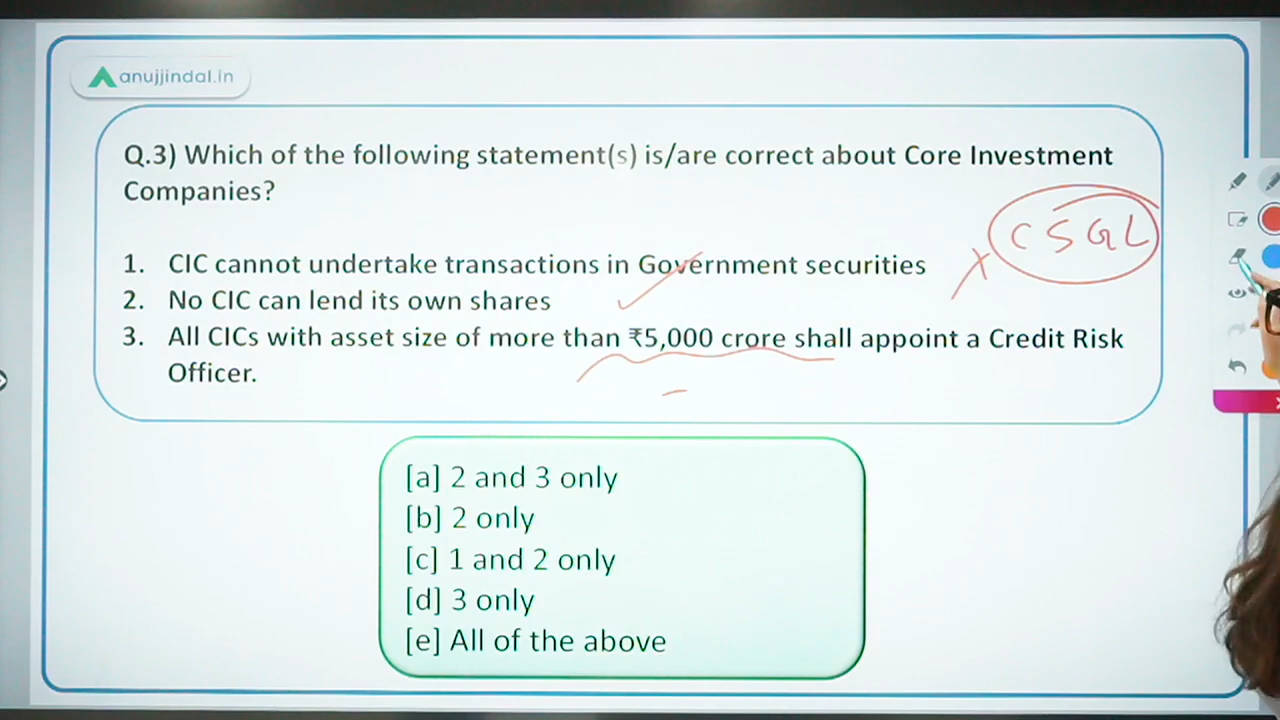 anujjindal.in
Q.3) Which of the following statement(s) is/are correct about Core Investment
Companies?
1. CIC cannot undertake transactions in Government securities
CSGL
2. No CIC can lend its own shares
3. All CICs with asset size of more than ₹5,000 crore shall appoint a Credit Risk
Officer.
[a] 2 and 3 only
[b] 2 only
[c] 1 and 2 only
[d] 3 only
[e] All of the above